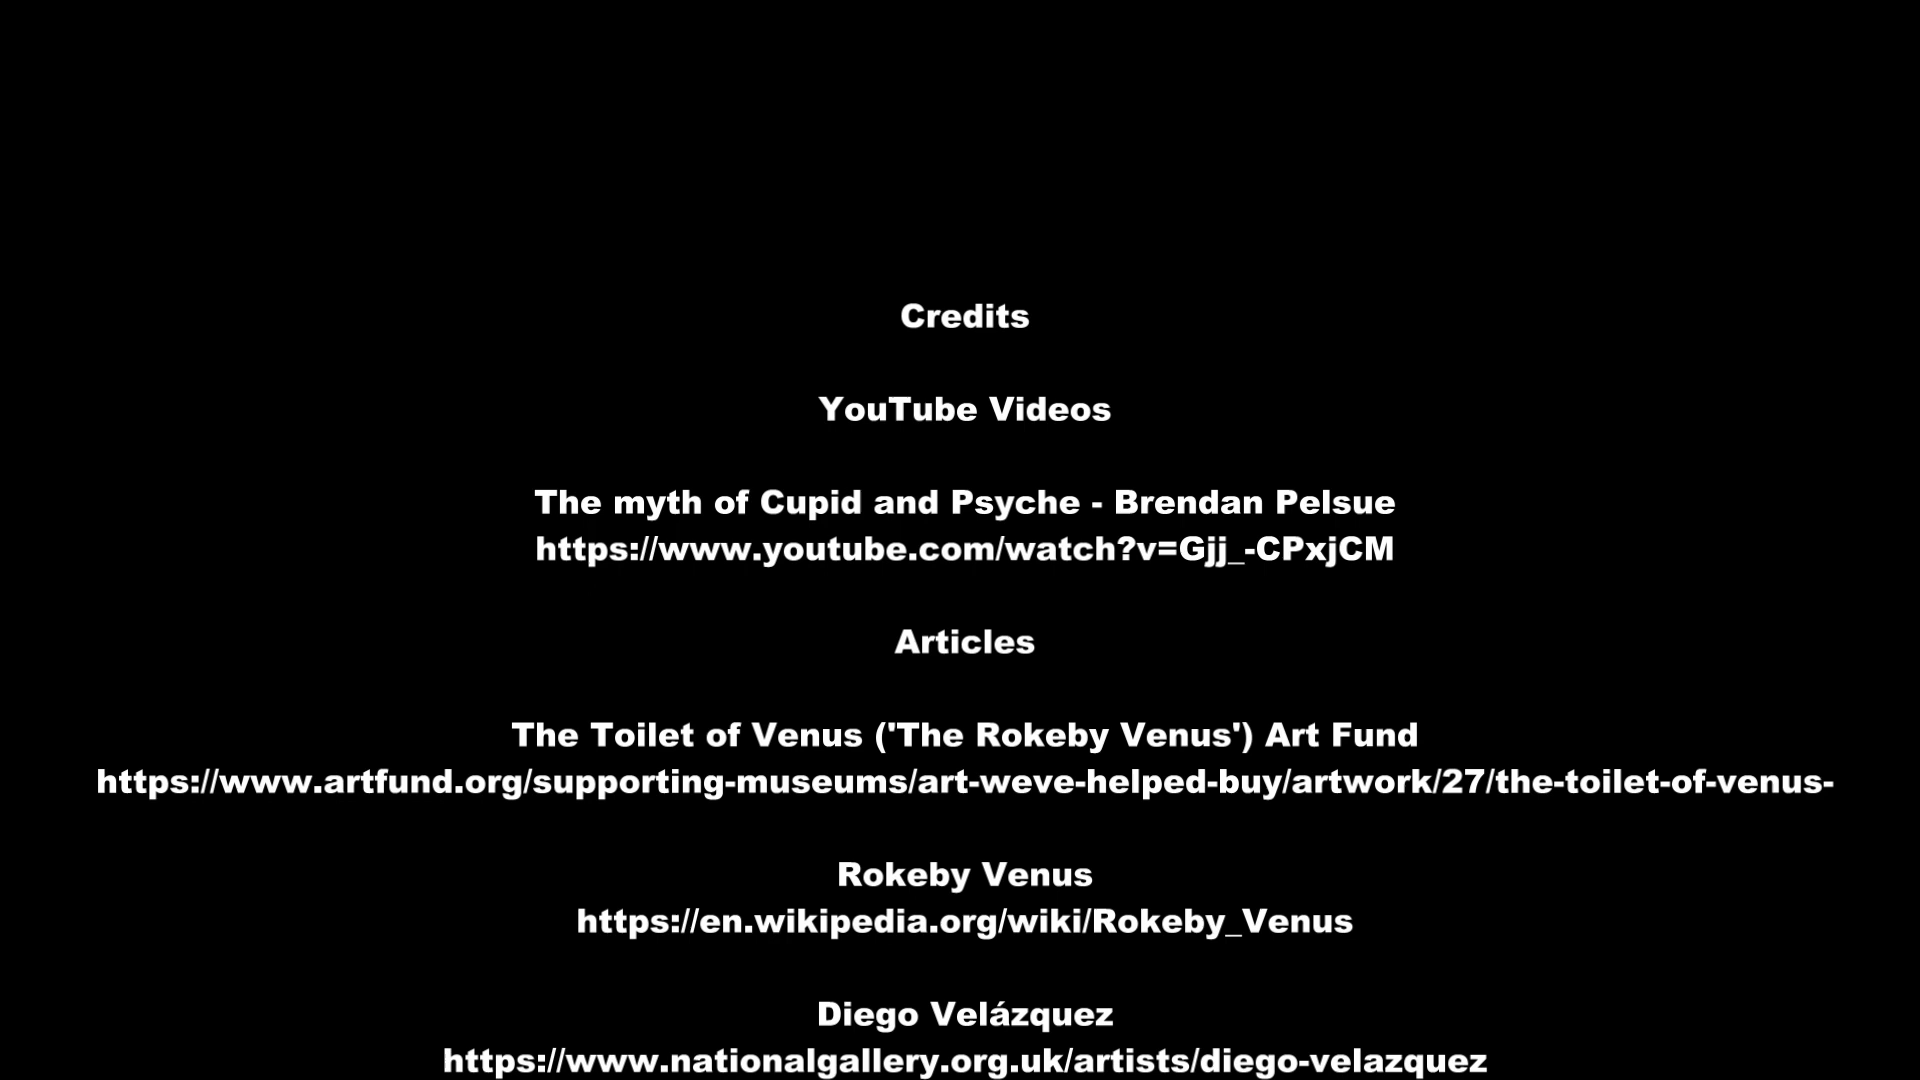 Credits
YouTube Videos
The myth of Cupid and Psyche - Brendan Pelsue
https://www.youtube.com/watch?v=Gjj_-CPxjCM
Articles
The Toilet of Venus ('The Rokeby Venus') Art Fund
https://www.artfund.org/supporting-museums/art-weve-helped-buy/artwork/27/the-toilet-of-venus-
Rokeby Venus
https://en.wikipedia.org/wiki/Rokeby_Venus
Diego Velázquez
https://www.nationalgallery.org.uk/artists/diego-velazquez